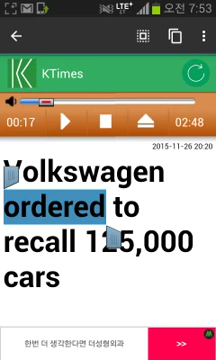 LTE 오전 7:53
KTimes
00:17 02:48
2015-11-26 20:20
Volkswagen
ordered to
recall 125,000
cars
한번 더 생각한다면 더성형외과 >>